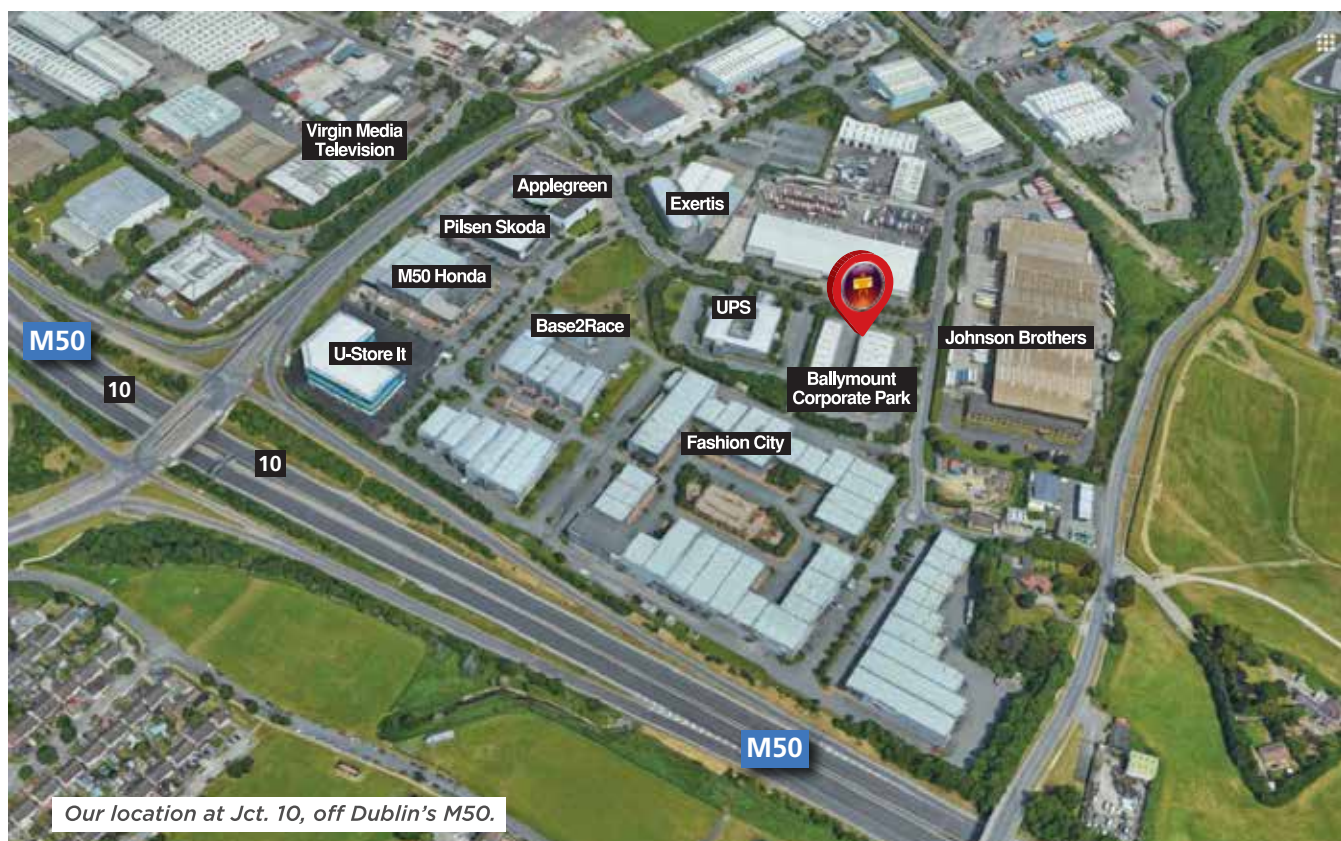 Virgin Media
Television
Applegreen
Exertis
Pilsen Skoda
M50 Honda
UPS
Base2Race
M50
U-Store It
Johnson Brothers
10
Ballymount
Corporate Park
Fashion City
10
M50
Our location at Jct. 10, off Dublin's M50.